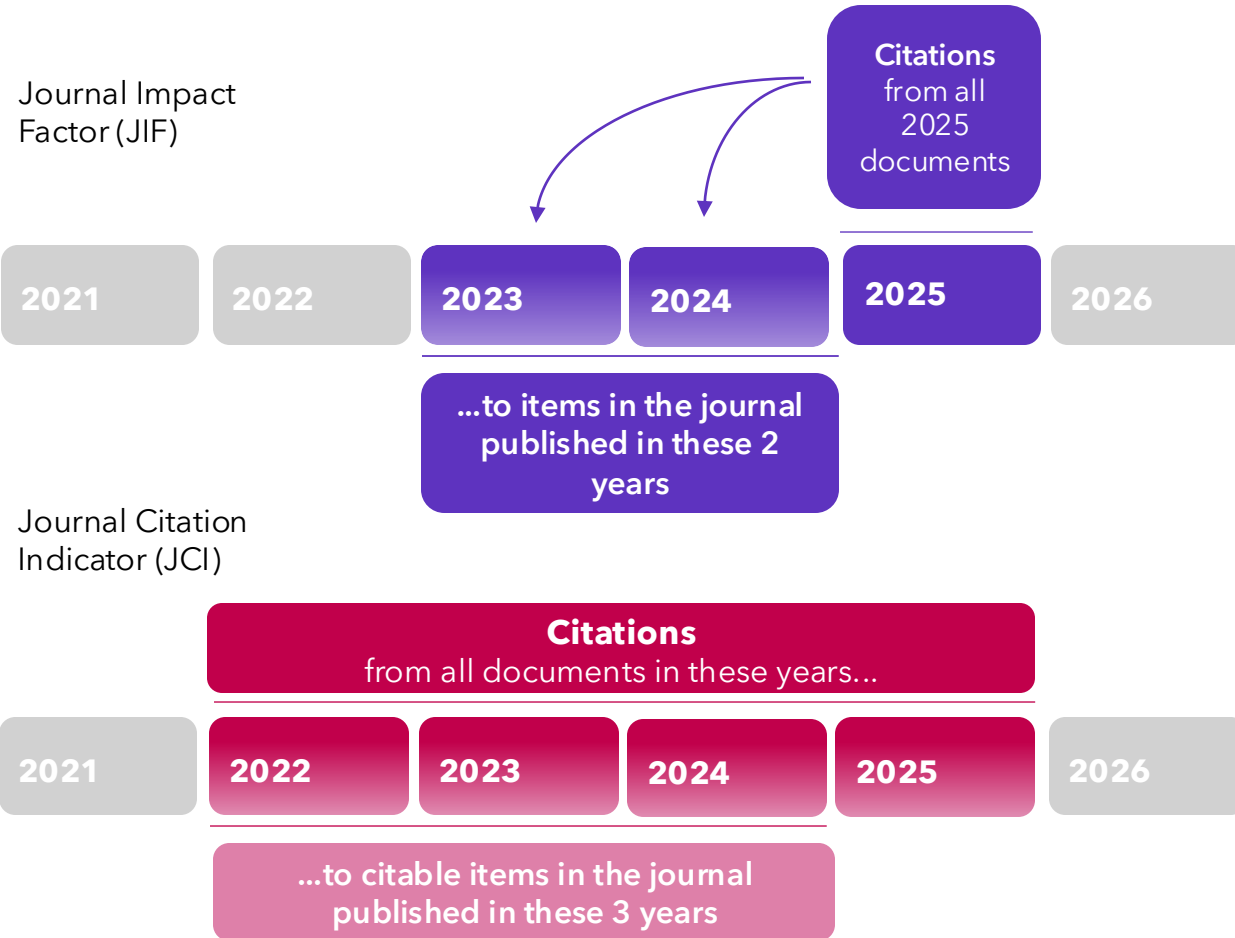 Journal Impact
Factor (JIF)
Citations
from all
2025
documents
2021
2022
2023
2024
2025
2026
...to items in the journal
published in these 2
years
Journal Citation
Indicator (JCI)
Citations
from all documents in these years...
2021
2022
2023
2024
2025
2026
...to citable items in the journal
published in these 3 years